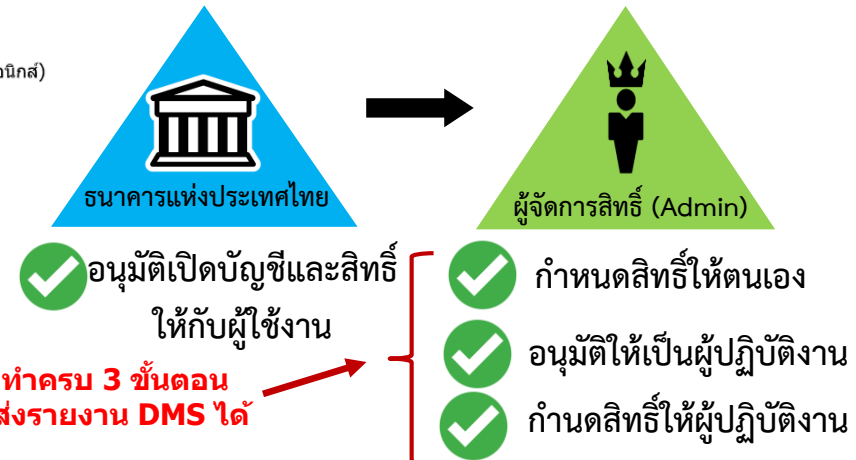 นิกส์)
ธนาคารแห่งประเทศไทย
ผู้จัดการสิทธิ์ (Admin)
อนุมัติเปิดบัญชีและสิทธิ์
ให้กับผู้ใช้งาน
กำหนดสิทธิ์ให้ตนเอง
อนุมัติให้เป็นผู้ปฏิบัติงาน
กำนดสิทธิ์ให้ผู้ปฏิบัติงาน
ทำครบ 3 ขั้นตอน
ส่งรายงาน DMS ได้